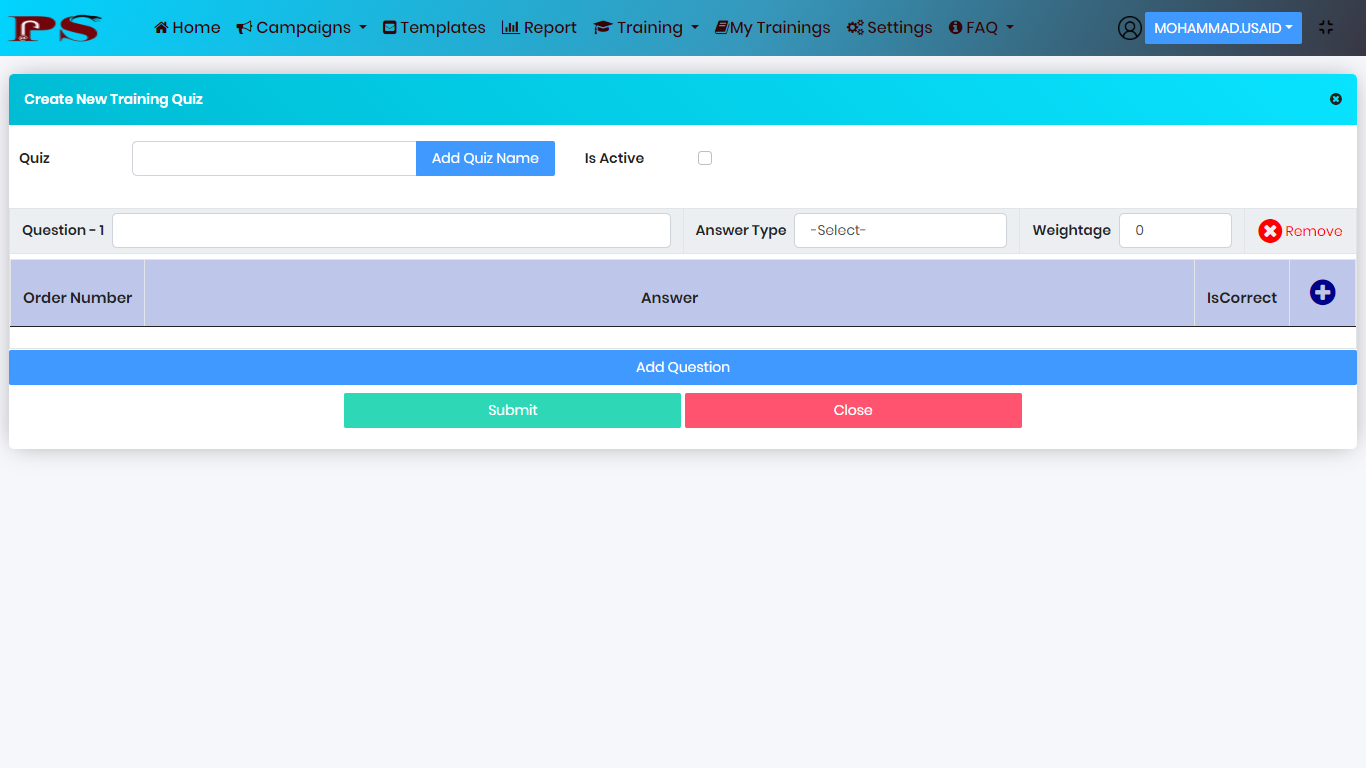 PS Home Campaigns Templates Report Training My Trainings Settings FAQ MOHAMMAD.USAID
Create New Training Quiz
Quiz Add Quiz Name Is Active
Question - 1 Answer Type -Select- Weightage 0 Remove
Order Number Answer IsCorrect
Add Question
Submit Close